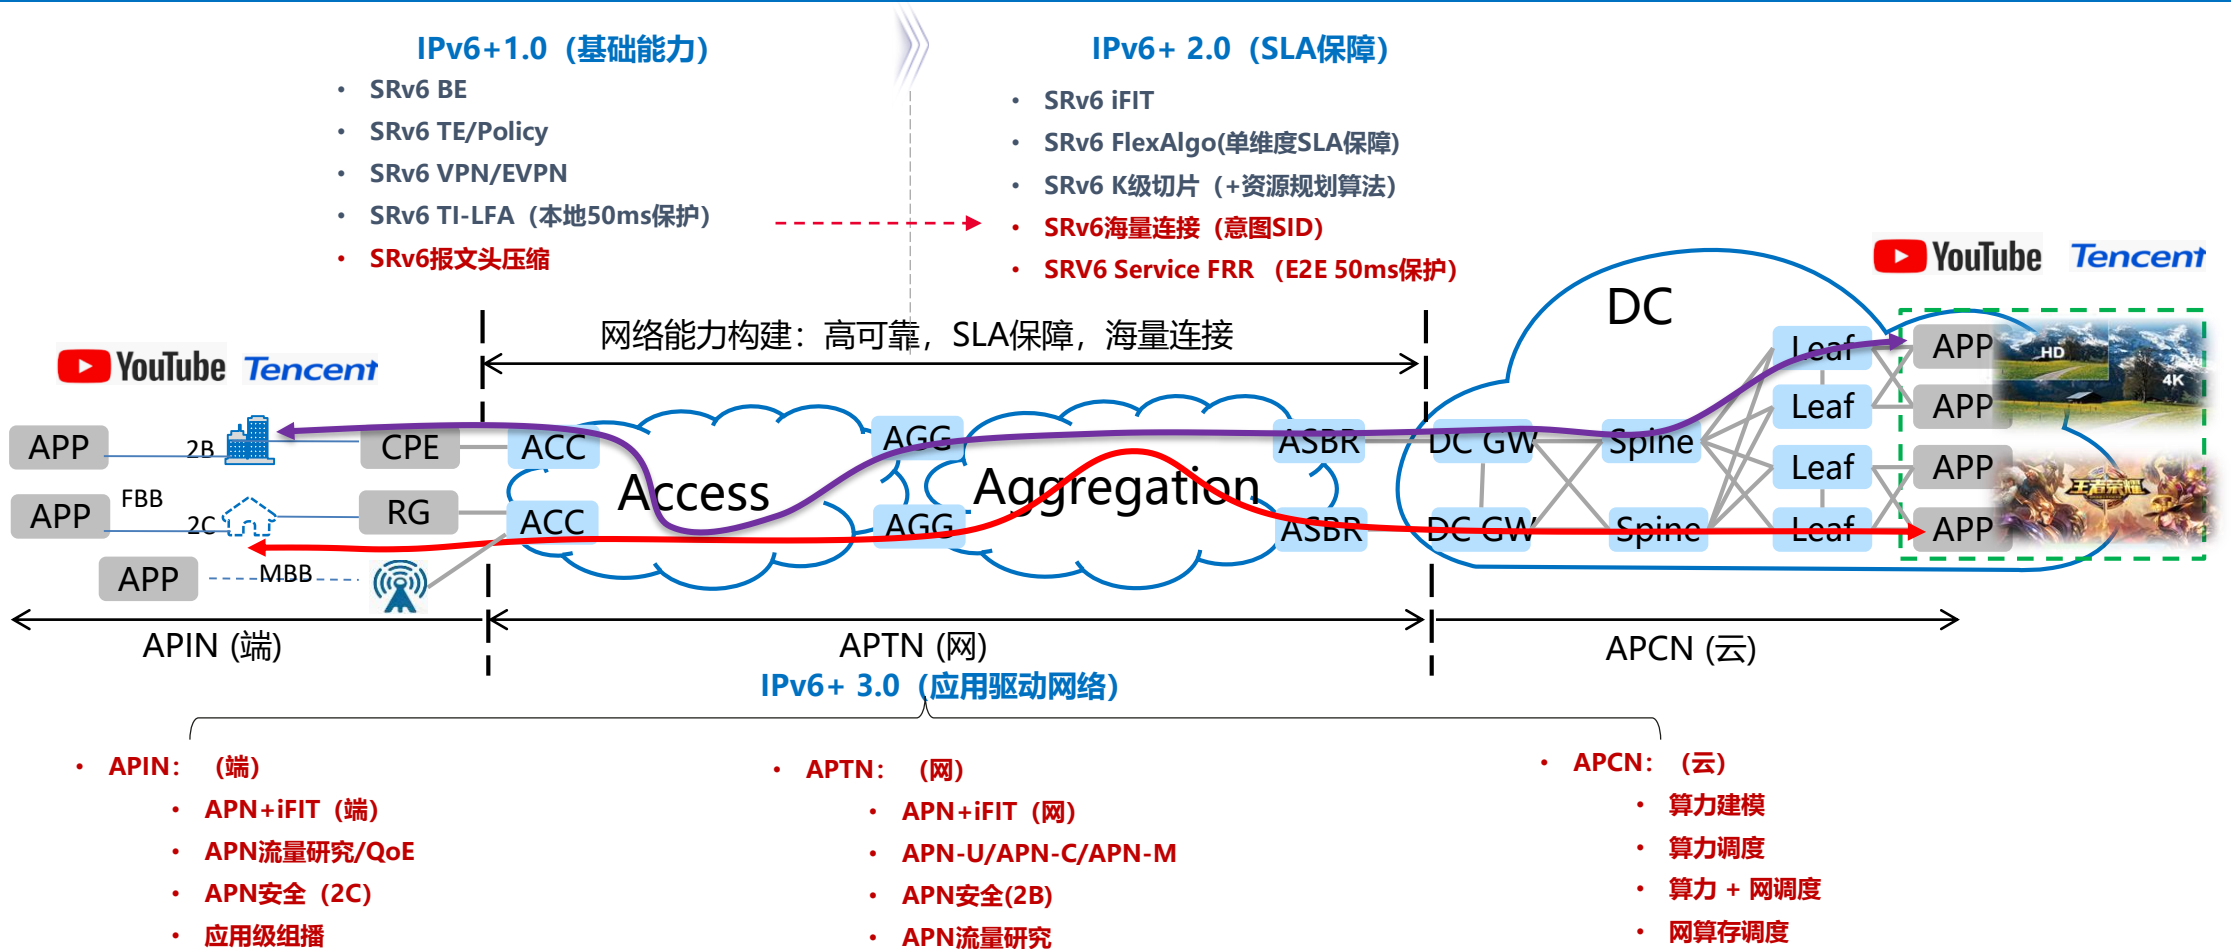 IPv6+1.0（基础能力）
• SRv6 BE
• SRv6 TE/Policy
• SRv6 VPN/EVPN
• SRv6 TI-LFA（本地50ms保护）
• SRv6报文头压缩
IPv6+ 2.0（SLA保障）
• SRv6 iFIT
• SRv6 FlexAlgo(单维度SLA保障)
• SRv6 K级切片（+资源规划算法）
• SRv6海量连接（意图SID）
• SRV6 Service FRR （E2E 50ms保护）
网络能力构建：高可靠，SLA保障，海量连接
YouTube Tencent
YouTube Tencent
DC
APP 2B CPE ACC AGG ASBR DC GW Spine
FBB
APP 2C RG ACC AGG ASBR DC GW Spine
APP MBB
Access
Aggregation
Leaf APP
Leaf APP
Leaf APP
Leaf APP
HD
4K
王者荣耀
APIN (端)
APTN (网)
APCN (云)
IPv6+ 3.0（应用驱动网络）
• APIN：（端）
• APN+iFIT（端）
• APN流量研究/QoE
• APN安全（2C）
• 应用级组播
• APTN：（网）
• APN+iFIT（网）
• APN-U/APN-C/APN-M
• APN安全(2B)
• APN流量研究
• APCN：（云）
• 算力建模
• 算力调度
• 算力 + 网调度
• 网算存调度